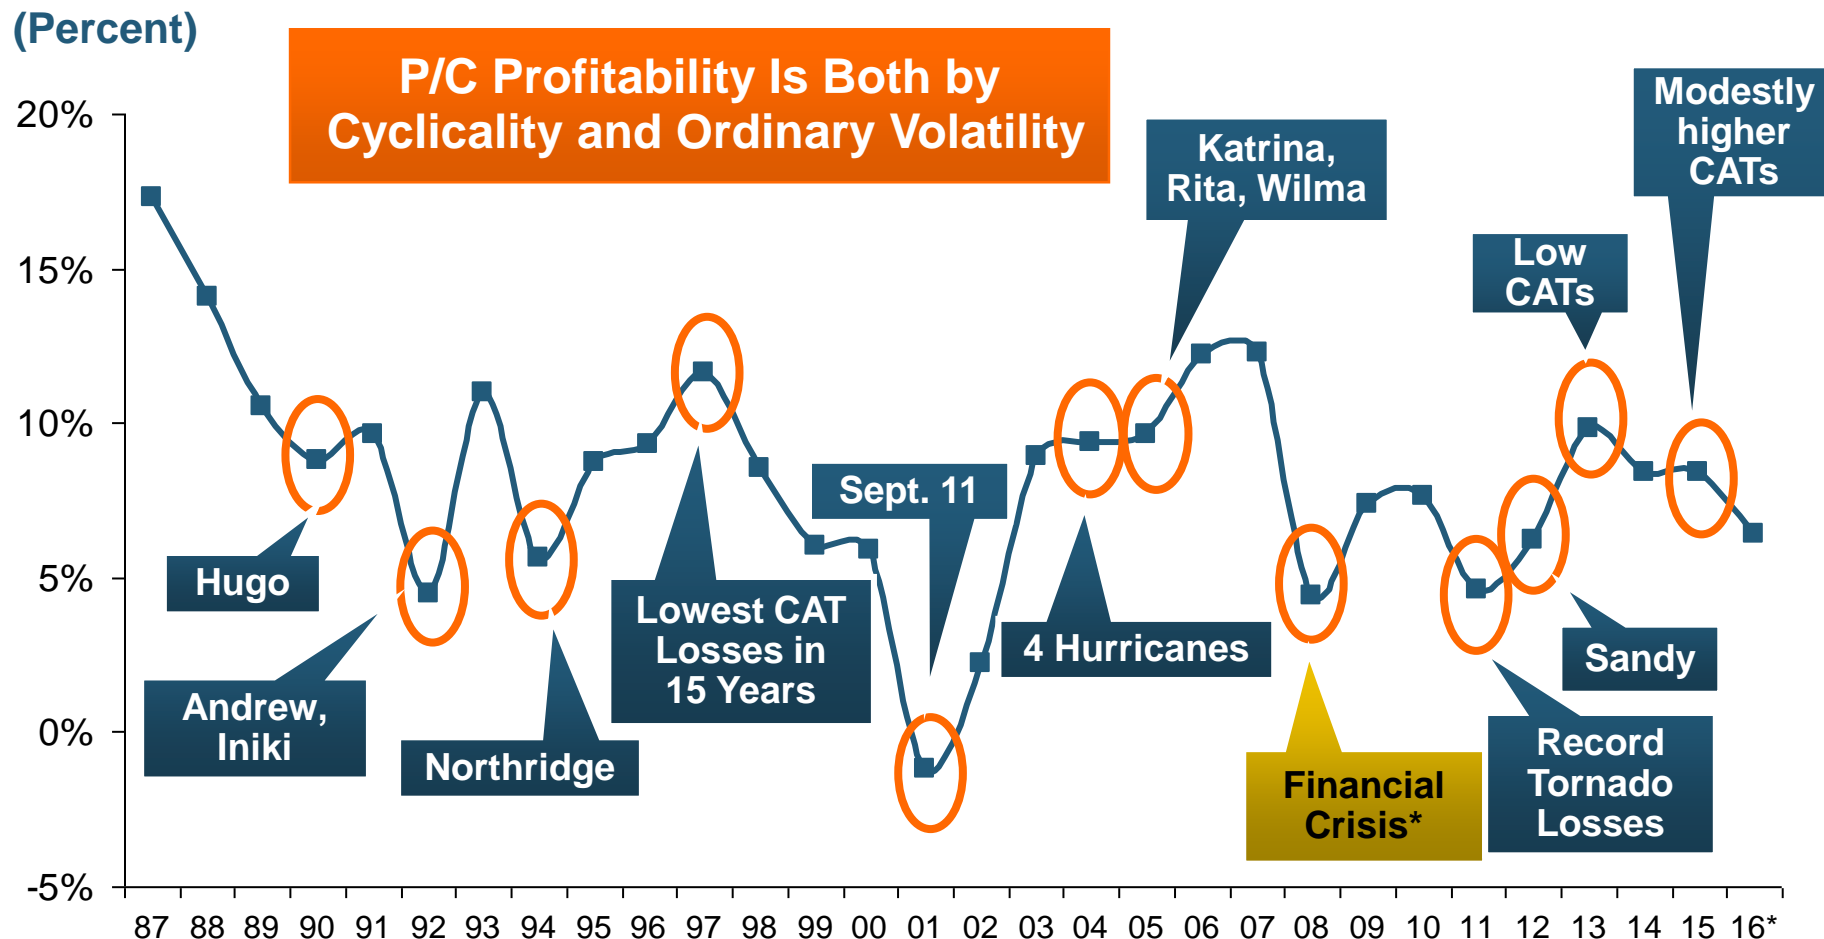 (Percent)
P/C Profitability Is Both by
Cyclicality and Ordinary Volatility
20%
15%
10%
5%
0%
-5%
Hugo
Andrew,
Iniki
Northridge
Lowest CAT
Losses in
15 Years
Sept. 11
4 Hurricanes
Katrina,
Rita, Wilma
Financial
Crisis*
Record
Tornado
Losses
Sandy
Low
CATs
Modestly
higher
CATs
87 88 89 90 91 92 93 94 95 96 97 98 99 00 01 02 03 04 05 06 07 08 09 10 11 12 13 14 15 16*